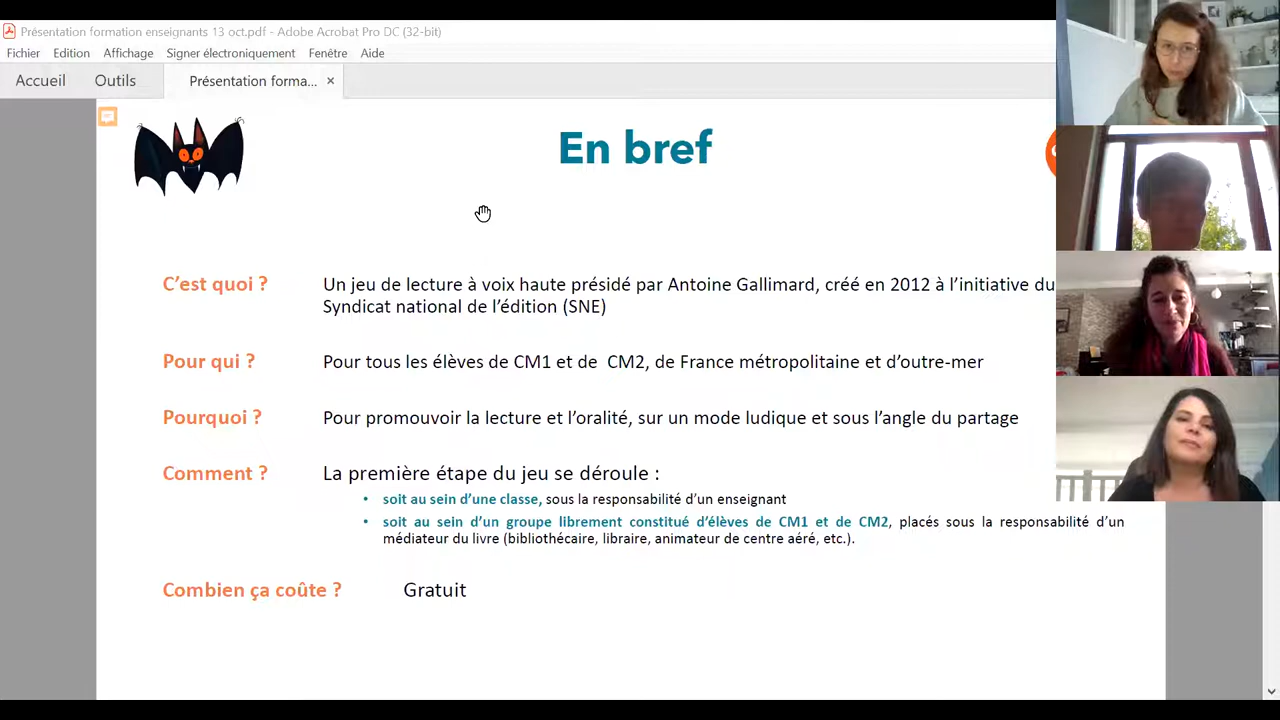 Présentation formation enseignants 13 oct.pdf - Adobe Acrobat Pro DC (32-bit)
Fichier Edition Affichage Signer électroniquement Fenêtre Aide
Accueil Outils Présentation forma... ×
En bref
C'est quoi ? Un jeu de lecture à voix haute présidé par Antoine Gallimard, créé en 2012 à l'initiative du
Syndicat national de l'édition (SNE)
Pour qui ? Pour tous les élèves de CM1 et de CM2, de France métropolitaine et d'outre-mer
Pourquoi ? Pour promouvoir la lecture et l'oralité, sur un mode ludique et sous l'angle du partage
Comment ? La première étape du jeu se déroule :
• soit au sein d'une classe, sous la responsabilité d'un enseignant
• soit au sein d'un groupe librement constitué d'élèves de CM1 et de CM2, placés sous la responsabilité d'un
médiateur du livre (bibliothécaire, libraire, animateur de centre aéré, etc.).
Combien ça coûte ? Gratuit